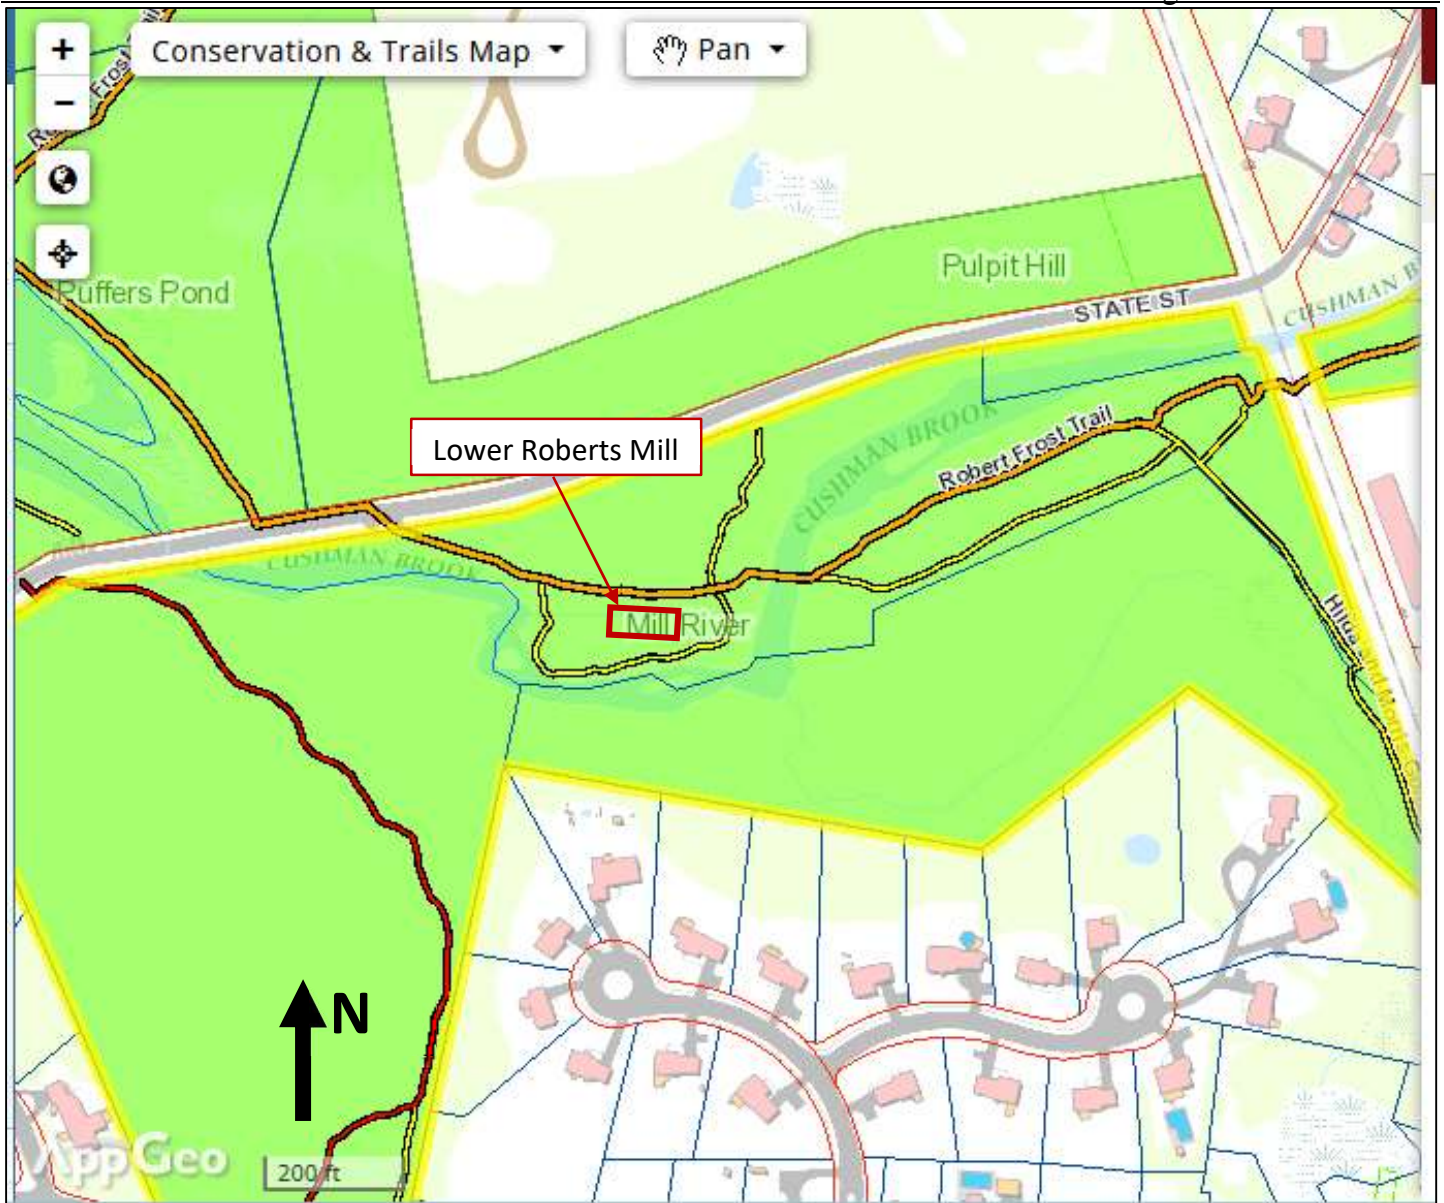 +
Conservation & Trails Map
Pan
−
Puffers Pond
Pulpit Hill
STATE ST
CUSHMAN B
Lower Roberts Mill
CUSHMAN BROOK
Robert Frost Trail
CUSHMAN BROOK
Mill River
N
AppGeo
200 ft